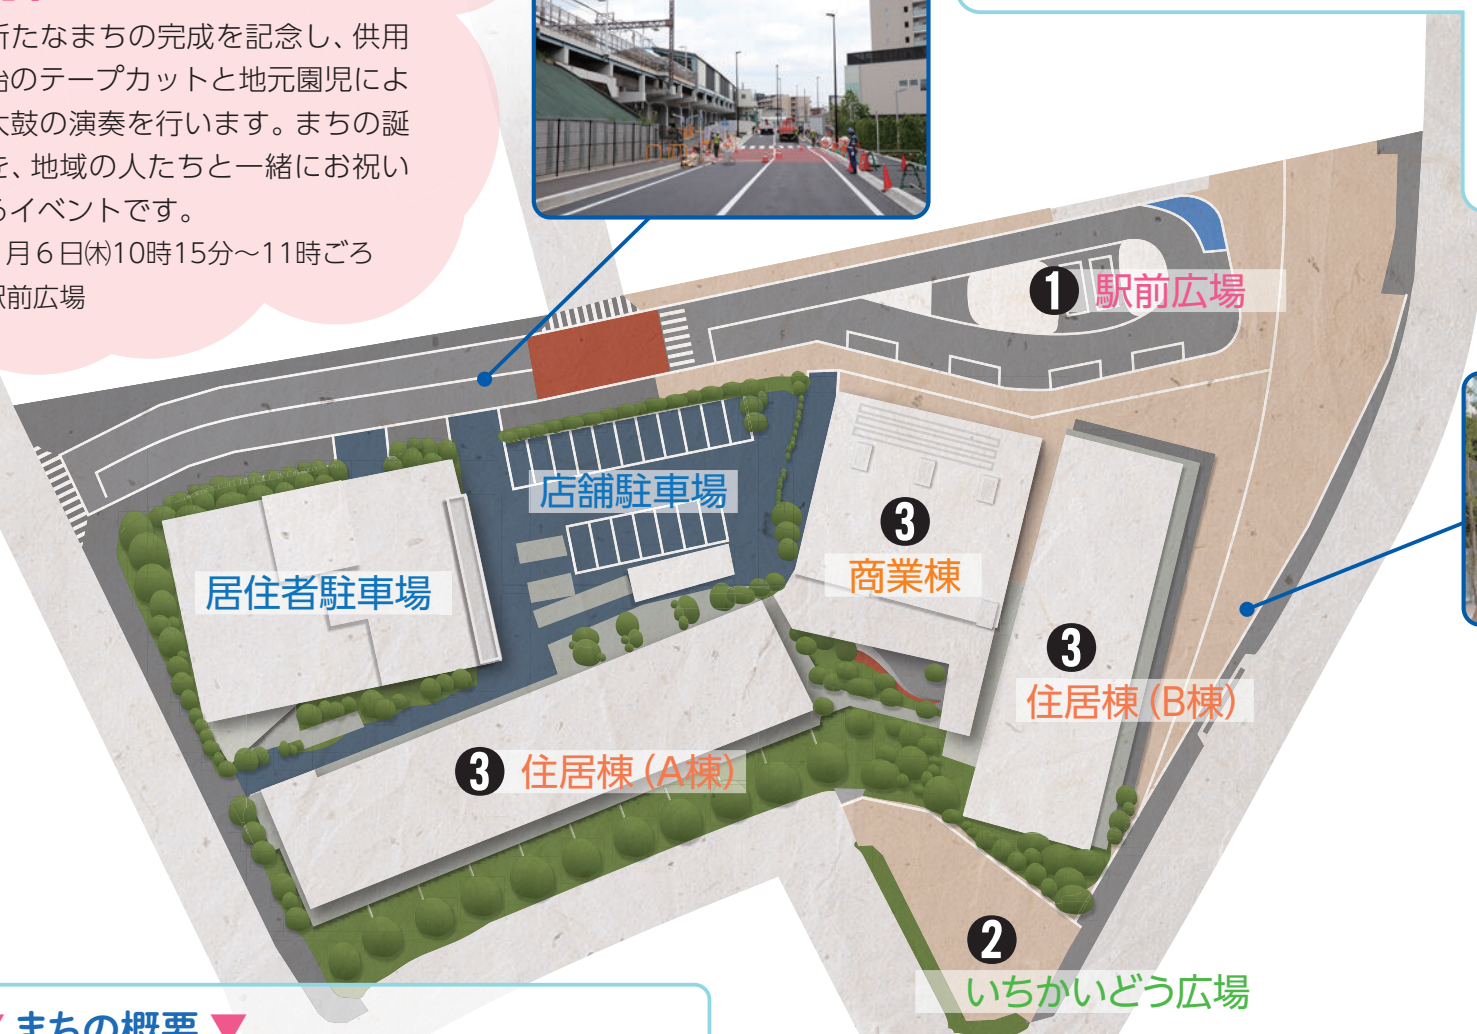 新たなまちの完成を記念し、供用
始のテープカットと地元園児によ
太鼓の演奏を行います。まちの誕
を、地域の人たちと一緒にお祝い
るイベントです。
月６日㈭10時15分〜11時ごろ
駅前広場
❶ 駅前広場
店舗駐車場
❸
商業棟
居住者駐車場
❸
住居棟（B棟）
❸ 住居棟（A棟）
❷
いちかいどう広場
まちの概要 ▼